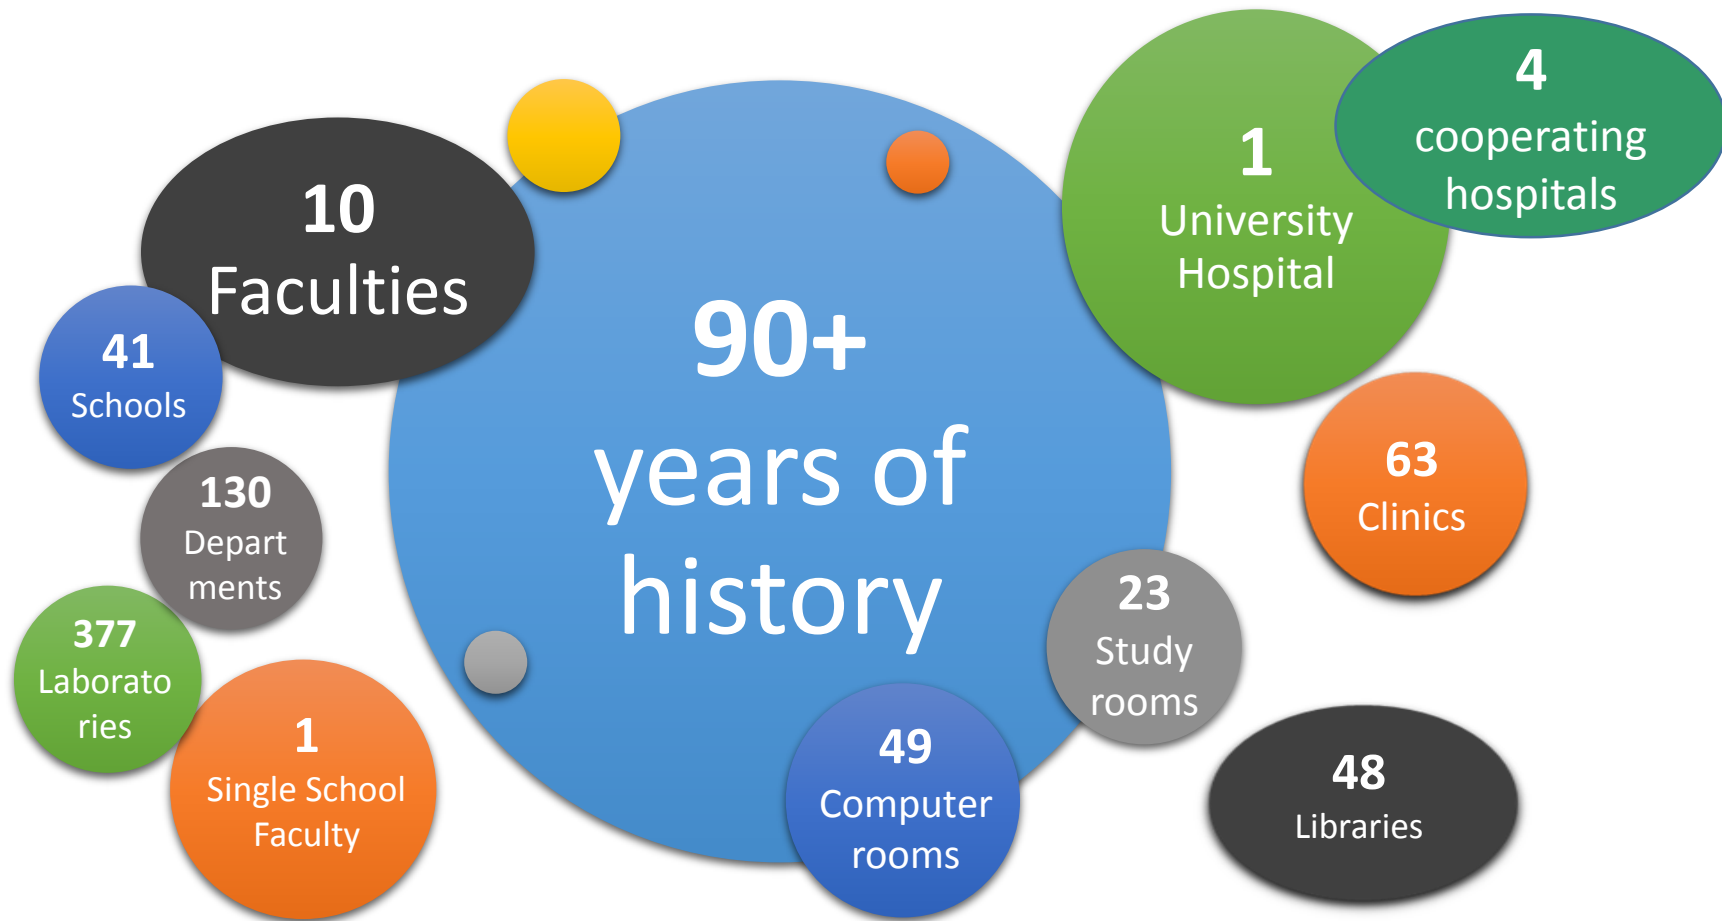 90+
years of
history
10
Faculties
41
Schools
130
Depart
ments
377
Laborato
ries
1
Single School
Faculty
1
University
Hospital
4
cooperating
hospitals
63
Clinics
23
Study
rooms
49
Computer
rooms
48
Libraries